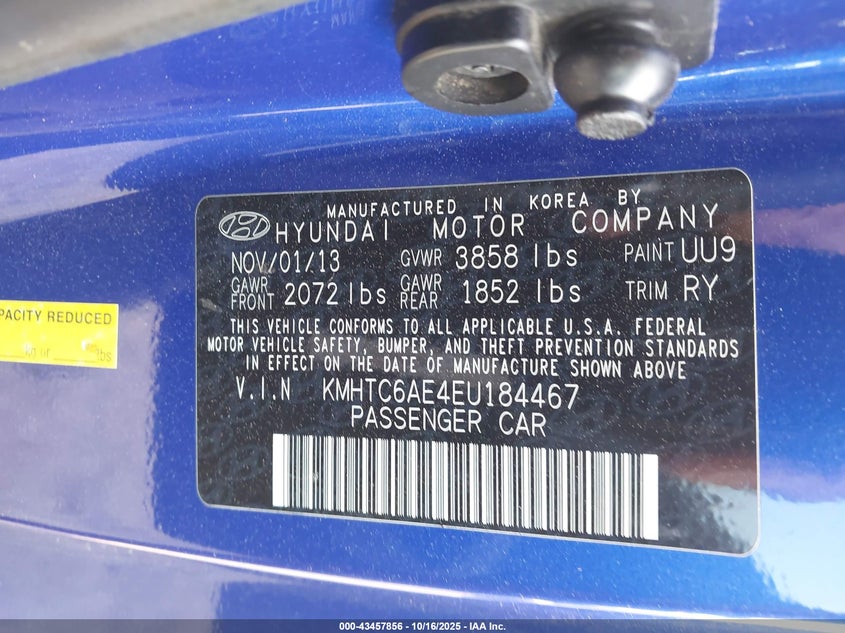 MANUFACTURED IN KOREA BY
HYUNDAI MOTOR COMPANY
NOV/01/13 GVWR 3858 lbs PAINT UU9
GAWR FRONT 2072 lbs GAWR REAR 1852 lbs TRIM RY
THIS VEHICLE CONFORMS TO ALL APPLICABLE U.S.A. FEDERAL
MOTOR VEHICLE SAFETY, BUMPER, AND THEFT PREVENTION STANDARDS
IN EFFECT ON THE DATE OF MANUFACTURE SHOWN ABOVE
V.I.N KMHTC6AE4EU184467
PASSENGER CAR
PACITY REDUCED
or lbs
000-43457856 - 10/16/2025 - IAA Inc.